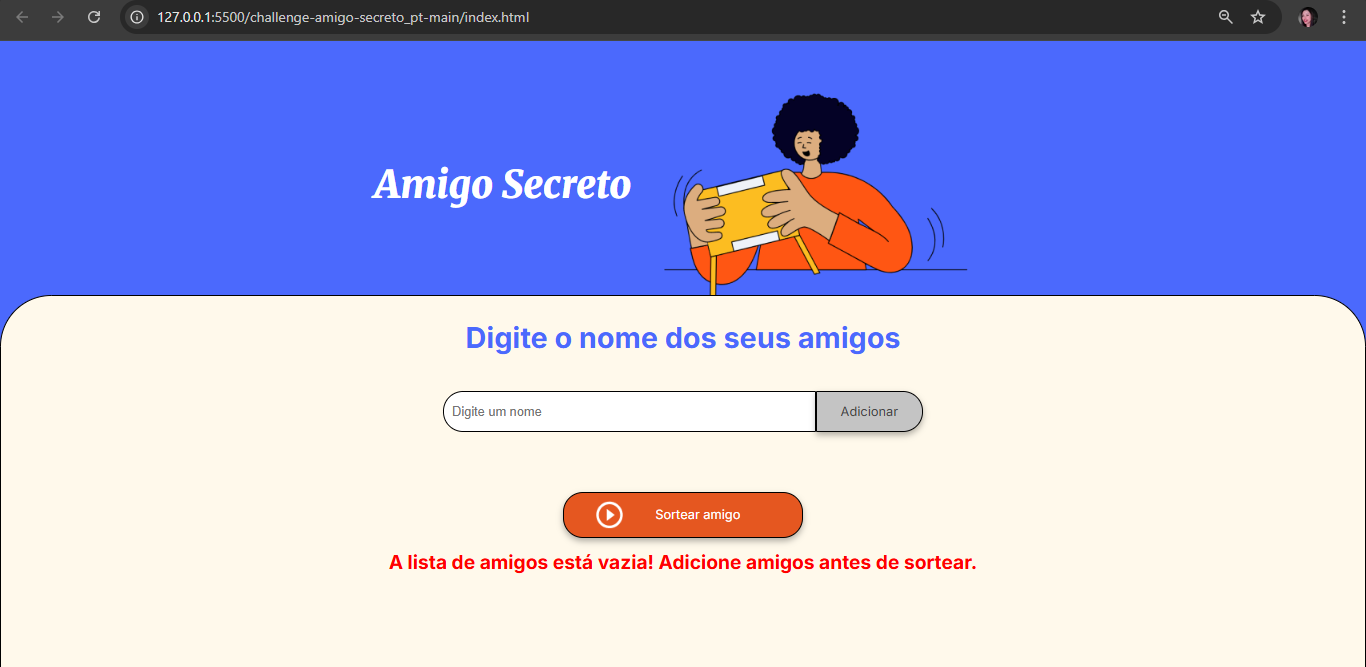 127.0.0.1:5500/challenge-amigo-secreto_pt-main/index.html
Amigo Secreto
Digite o nome dos seus amigos
Digite um nome
Adicionar
Sortear amigo
A lista de amigos está vazia! Adicione amigos antes de sortear.